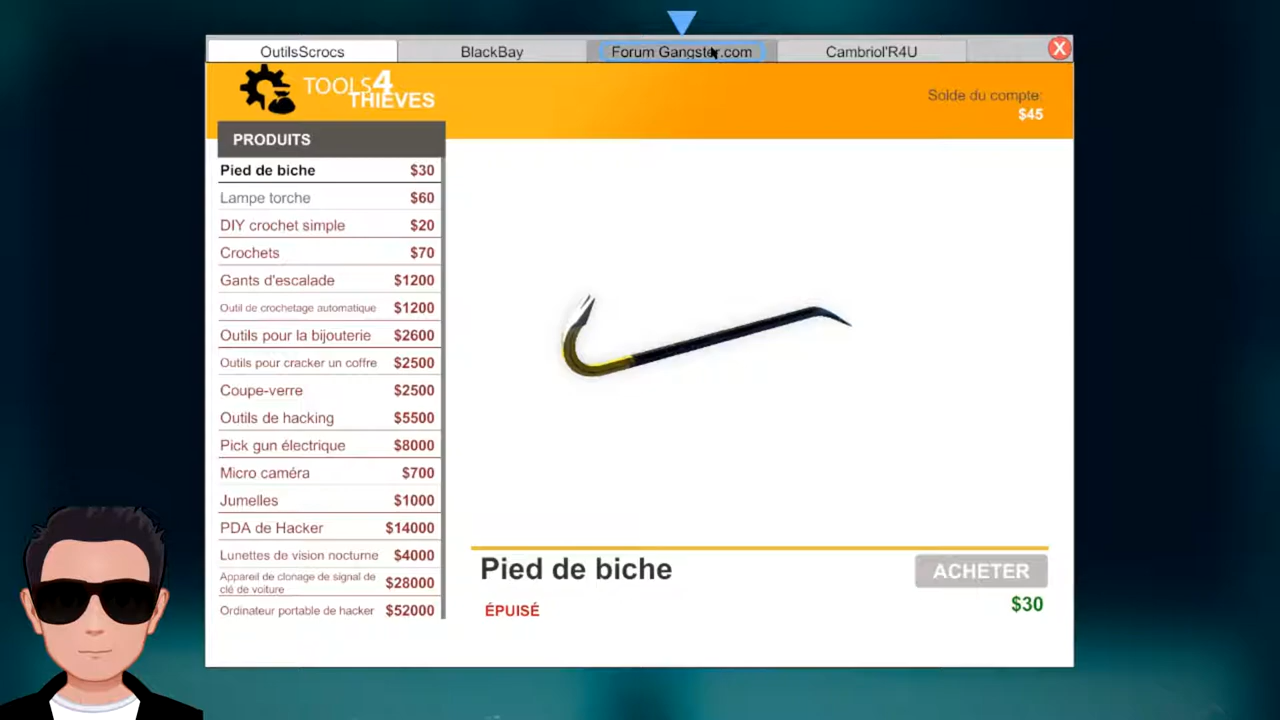 OutilsScrocs
BlackBay
Forum Gangster.com
Cambriol'R4U
X
TOOLS4
THIEVES
Solde du compte:
$45
PRODUITS
Pied de biche $30
Lampe torche $60
DIY crochet simple $20
Crochets $70
Gants d'escalade $1200
Outil de crochetage automatique $1200
Outils pour la bijouterie $2600
Outils pour cracker un coffre $2500
Coupe-verre $2500
Outils de hacking $5500
Pick gun électrique $8000
Micro caméra $700
Jumelles $1000
PDA de Hacker $14000
Lunettes de vision nocturne $4000
Appareil de clonage de signal de
clé de voiture $28000
Ordinateur portable de hacker $52000
Pied de biche
ACHETER
ÉPUISÉ
$30